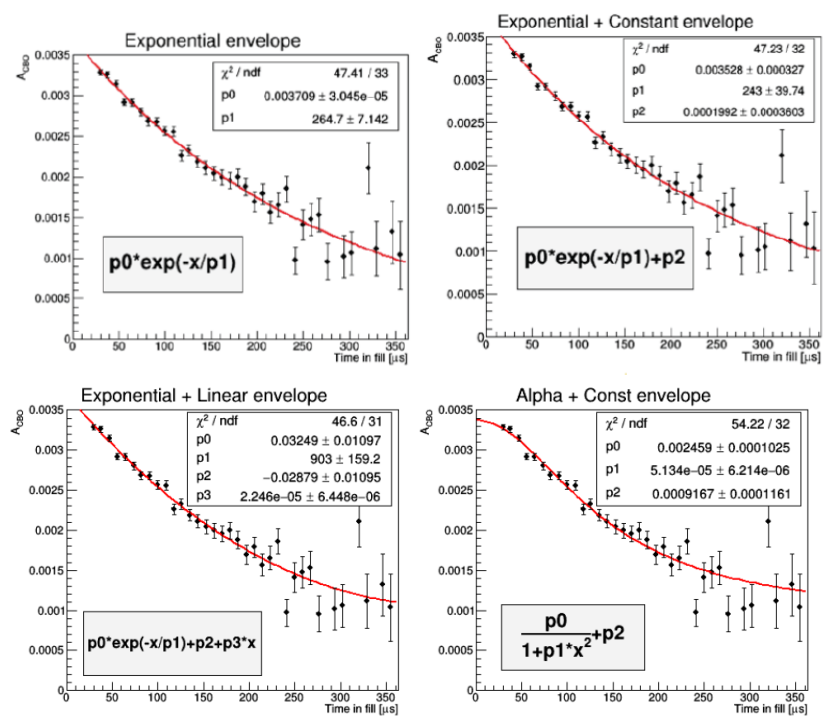 Exponential envelope
A_CBO
χ² / ndf 47.41 / 33
p0 0.003709 ± 3.045e−05
p1 264.7 ± 7.142
p0*exp(-x/p1)
0.0035
0.003
0.0025
0.002
0.0015
0.001
0.0005
0
0 50 100 150 200 250 300 350
Time in fill [μs]
Exponential + Constant envelope
A_CBO
χ² / ndf 47.23 / 32
p0 0.003528 ± 0.000327
p1 243 ± 39.74
p2 0.0001992 ± 0.0003603
p0*exp(-x/p1)+p2
0.0035
0.003
0.0025
0.002
0.0015
0.001
0.0005
0
0 50 100 150 200 250 300 350
Time in fill [μs]
Exponential + Linear envelope
A_CBO
χ² / ndf 46.6 / 31
p0 0.03249 ± 0.01097
p1 903 ± 159.2
p2 −0.02879 ± 0.01095
p3 2.246e−05 ± 6.448e−06
p0*exp(-x/p1)+p2+p3*x
0.0035
0.003
0.0025
0.002
0.0015
0.001
0.0005
0
0 50 100 150 200 250 300 350
Time in fill [μs]
Alpha + Const envelope
A_CBO
χ² / ndf 54.22 / 32
p0 0.002459 ± 0.0001025
p1 5.134e−05 ± 6.214e−06
p2 0.0009167 ± 0.0001161
p0
1+p1*x²
+p2
0.0035
0.003
0.0025
0.002
0.0015
0.001
0.0005
0
0 50 100 150 200 250 300 350
Time in fill [μs]